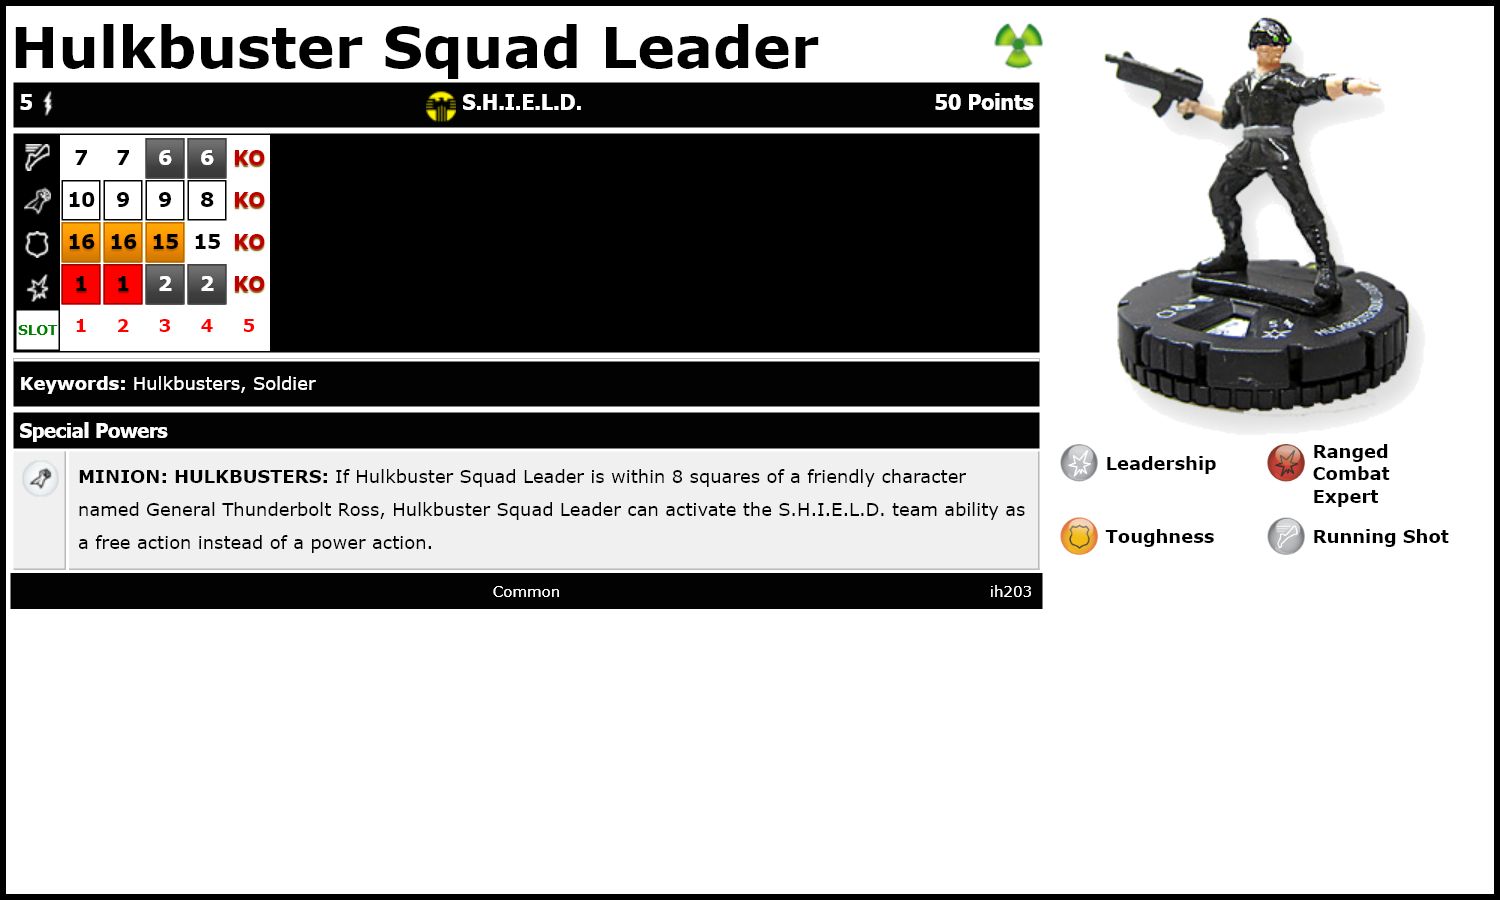 Hulkbuster Squad Leader
5 S.H.I.E.L.D. 50 Points
7 7 6 6 KO
10 9 9 8 KO
16 16 15 15 KO
1 1 2 2 KO
SLOT 1 2 3 4 5
Keywords: Hulkbusters, Soldier
Special Powers
MINION: HULKBUSTERS: If Hulkbuster Squad Leader is within 8 squares of a friendly character
named General Thunderbolt Ross, Hulkbuster Squad Leader can activate the S.H.I.E.L.D. team ability as
a free action instead of a power action.
Common ih203
HULKBUSTER SQUAD
5
Leadership
Ranged
Combat
Expert
Toughness
Running Shot